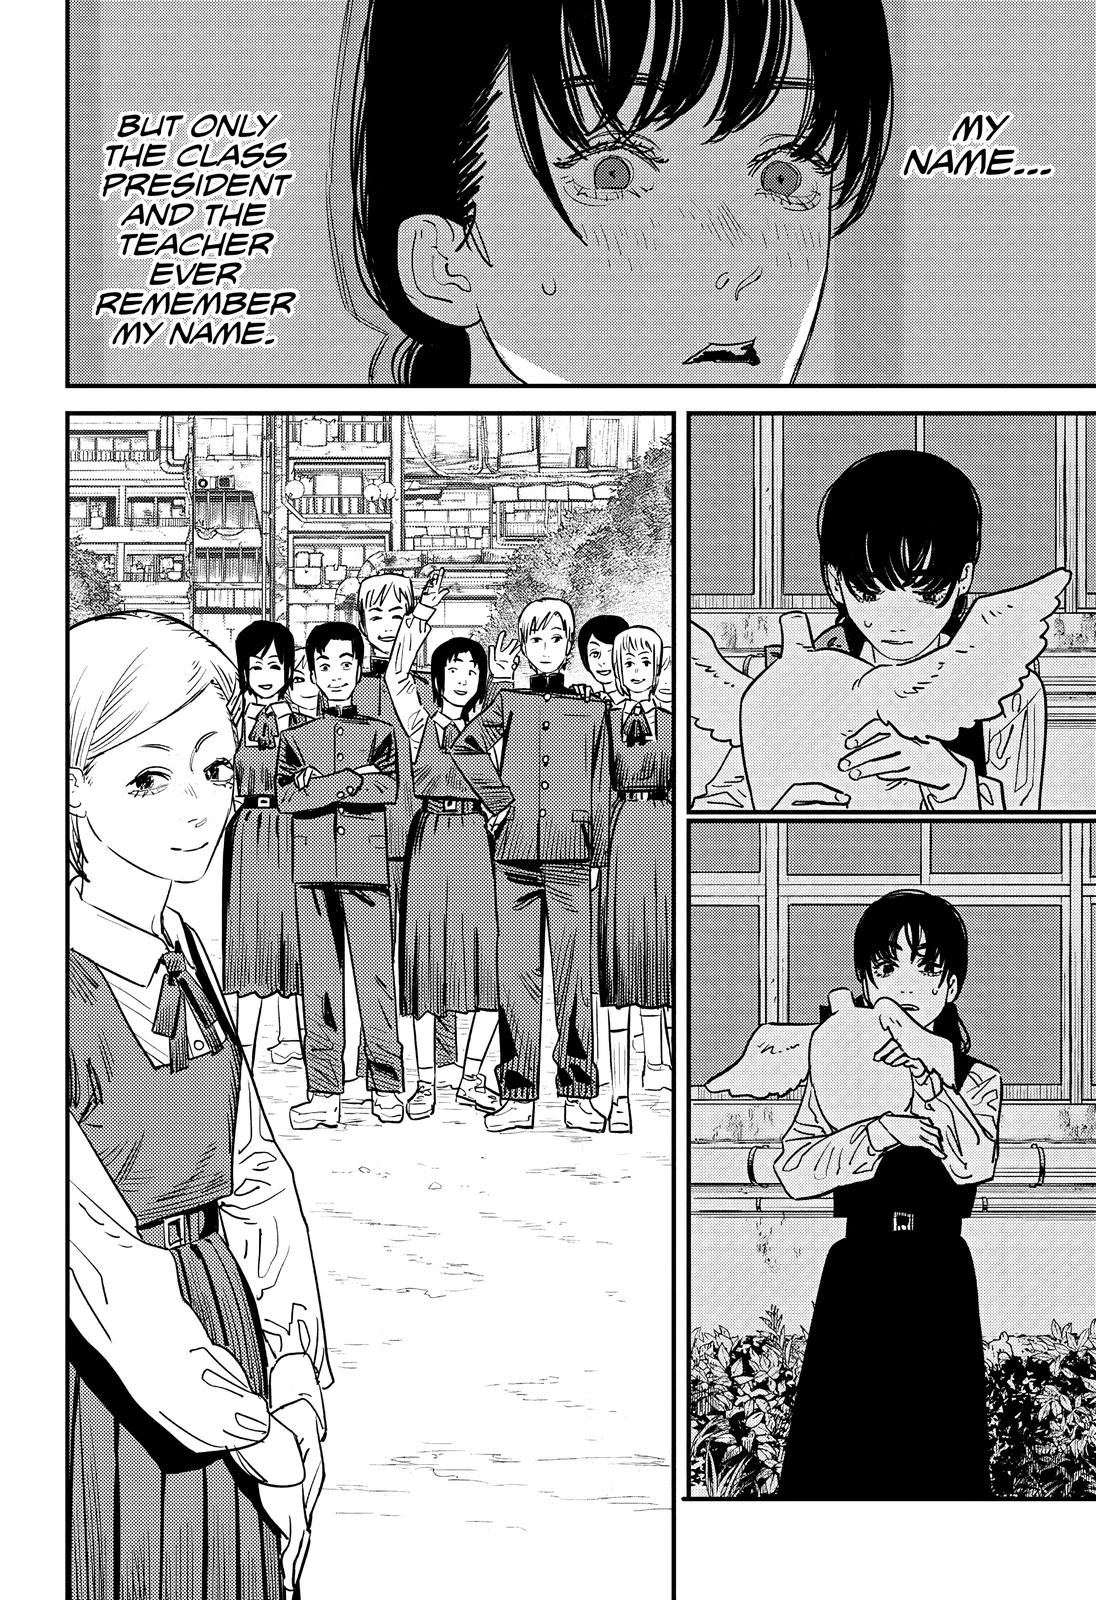 MY
NAME...
BUT ONLY
THE CLASS
PRESIDENT
AND THE
TEACHER
EVER
REMEMBER
MY NAME.